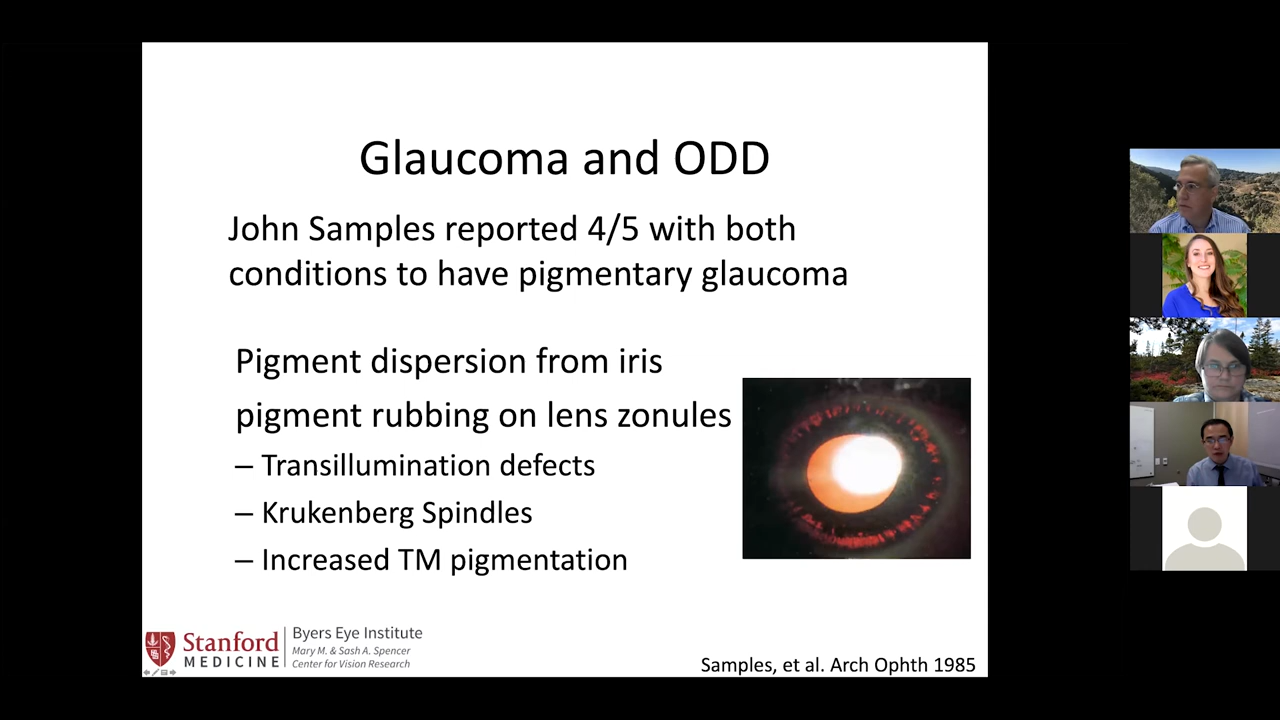 Glaucoma and ODD
John Samples reported 4/5 with both
conditions to have pigmentary glaucoma
Pigment dispersion from iris
pigment rubbing on lens zonules
– Transillumination defects
– Krukenberg Spindles
– Increased TM pigmentation
Stanford
MEDICINE
Byers Eye Institute
Mary M. & Sash A. Spencer
Center for Vision Research
Samples, et al. Arch Ophth 1985